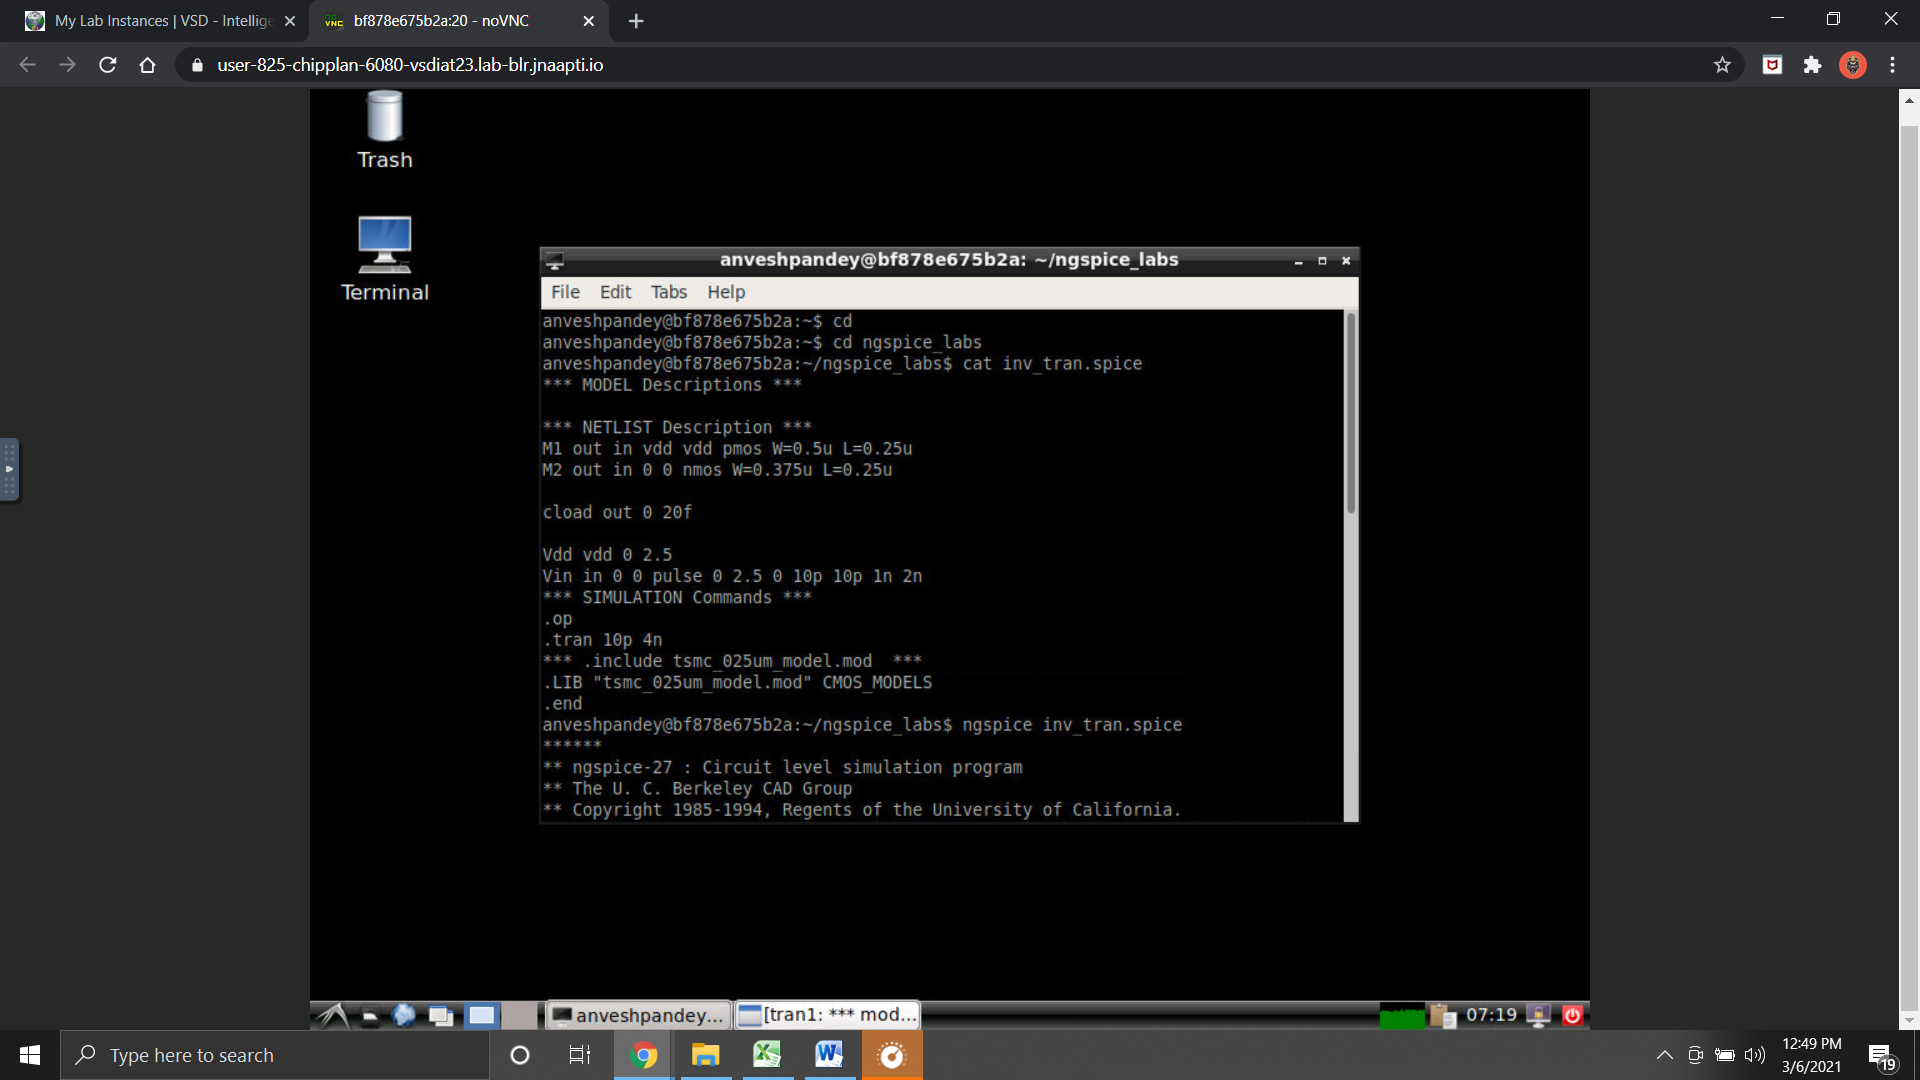 My Lab Instances | VSD - Intellige
bf878e675b2a:20 - noVNC
user-825-chipplan-6080-vsdiat23.lab-blr.jnaapti.io
Trash
Terminal
anveshpandey@bf878e675b2a: ~/ngspice_labs
File Edit Tabs Help
anveshpandey@bf878e675b2a:~$ cd
anveshpandey@bf878e675b2a:~$ cd ngspice_labs
anveshpandey@bf878e675b2a:~/ngspice_labs$ cat inv_tran.spice
*** MODEL Descriptions ***
*** NETLIST Description ***
M1 out in vdd vdd pmos W=0.5u L=0.25u
M2 out in 0 0 nmos W=0.375u L=0.25u
cload out 0 20f
Vdd vdd 0 2.5
Vin in 0 0 pulse 0 2.5 0 10p 10p 1n 2n
*** SIMULATION Commands ***
.op
.tran 10p 4n
*** .include tsmc_025um_model.mod  ***
.LIB "tsmc_025um_model.mod" CMOS_MODELS
.end
anveshpandey@bf878e675b2a:~/ngspice_labs$ ngspice inv_tran.spice
******
** ngspice-27 : Circuit level simulation program
** The U. C. Berkeley CAD Group
** Copyright 1985-1994, Regents of the University of California.
anveshpandey...
[tran1: *** mod...
07:19
Type here to search
12:49 PM
3/6/2021
19